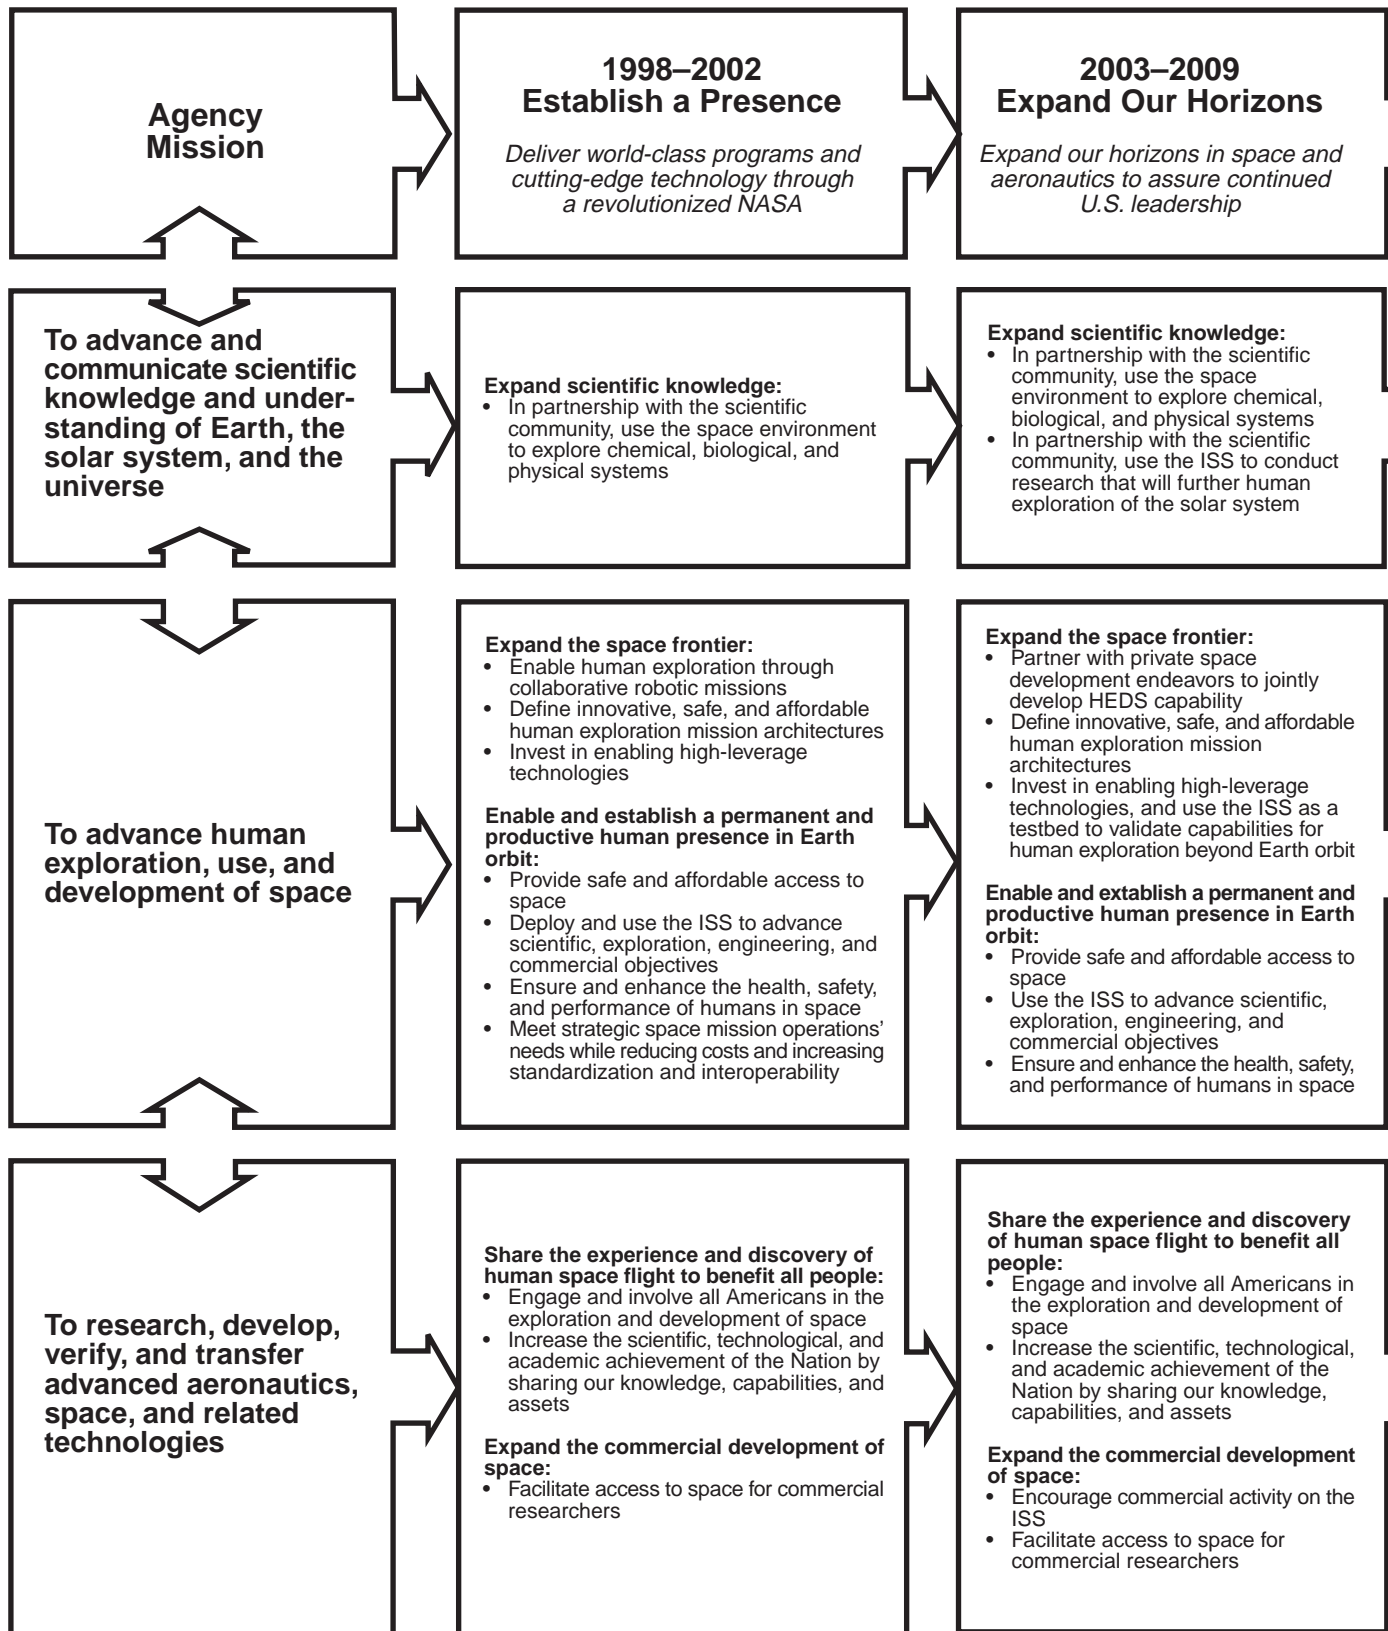 Agency
Mission
1998–2002
Establish a Presence
Deliver world-class programs and
cutting-edge technology through
a revolutionized NASA
2003–2009
Expand Our Horizons
Expand our horizons in space and
aeronautics to assure continued
U.S. leadership
To advance and
communicate scientific
knowledge and under-
standing of Earth, the
solar system, and the
universe
Expand scientific knowledge:
• In partnership with the scientific
community, use the space environment
to explore chemical, biological, and
physical systems
Expand scientific knowledge:
• In partnership with the scientific
community, use the space
environment to explore chemical,
biological, and physical systems
• In partnership with the scientific
community, use the ISS to conduct
research that will further human
exploration of the solar system
To advance human
exploration, use, and
development of space
Expand the space frontier:
• Enable human exploration through
collaborative robotic missions
• Define innovative, safe, and affordable
human exploration mission architectures
• Invest in enabling high-leverage
technologies
Enable and establish a permanent and
productive human presence in Earth
orbit:
• Provide safe and affordable access to
space
• Deploy and use the ISS to advance
scientific, exploration, engineering, and
commercial objectives
• Ensure and enhance the health, safety,
and performance of humans in space
• Meet strategic space mission operations’
needs while reducing costs and increasing
standardization and interoperability
Expand the space frontier:
• Partner with private space
development endeavors to jointly
develop HEDS capability
• Define innovative, safe, and affordable
human exploration mission
architectures
• Invest in enabling high-leverage
technologies, and use the ISS as a
testbed to validate capabilities for
human exploration beyond Earth orbit
Enable and extablish a permanent and
productive human presence in Earth
orbit:
• Provide safe and affordable access to
space
• Use the ISS to advance scientific,
exploration, engineering, and
commercial objectives
• Ensure and enhance the health, safety,
and performance of humans in space
To research, develop,
verify, and transfer
advanced aeronautics,
space, and related
technologies
Share the experience and discovery of
human space flight to benefit all people:
• Engage and involve all Americans in the
exploration and development of space
• Increase the scientific, technological, and
academic achievement of the Nation by
sharing our knowledge, capabilities, and
assets
Expand the commercial development of
space:
• Facilitate access to space for commercial
researchers
Share the experience and discovery
of human space flight to benefit all
people:
• Engage and involve all Americans in
the exploration and development of
space
• Increase the scientific, technological,
and academic achievement of the
Nation by sharing our knowledge,
capabilities, and assets
Expand the commercial development
of space:
• Encourage commercial activity on the
ISS
• Facilitate access to space for
commercial researchers